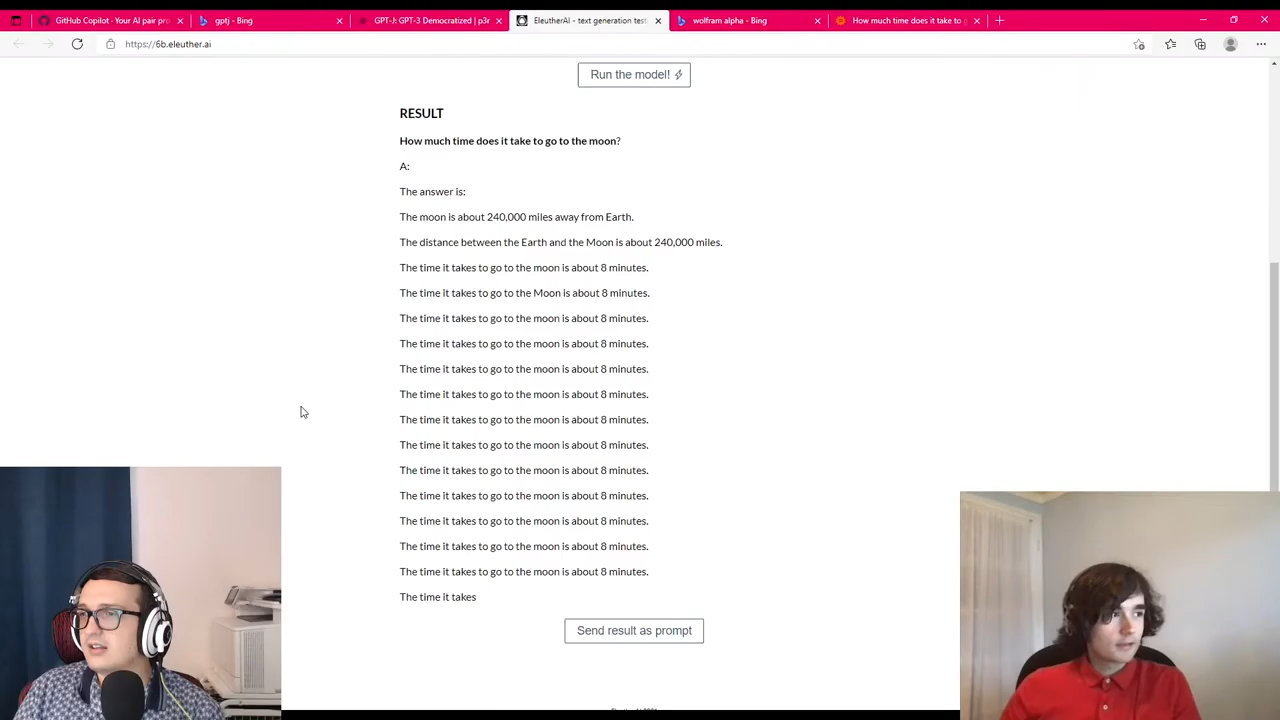 GitHub Copilot · Your AI pair pro
gptj - Bing
GPT-J: GPT-3 Democratized | p3r
EleutherAI - text generation testi
wolfram alpha - Bing
How much time does it take to g
https://6b.eleuther.ai
Run the model!
RESULT
How much time does it take to go to the moon?
A:
The answer is:
The moon is about 240,000 miles away from Earth.
The distance between the Earth and the Moon is about 240,000 miles.
The time it takes to go to the moon is about 8 minutes.
The time it takes to go to the Moon is about 8 minutes.
The time it takes to go to the moon is about 8 minutes.
The time it takes to go to the moon is about 8 minutes.
The time it takes to go to the moon is about 8 minutes.
The time it takes to go to the moon is about 8 minutes.
The time it takes to go to the moon is about 8 minutes.
The time it takes to go to the moon is about 8 minutes.
The time it takes to go to the moon is about 8 minutes.
The time it takes to go to the moon is about 8 minutes.
The time it takes to go to the moon is about 8 minutes.
The time it takes to go to the moon is about 8 minutes.
The time it takes to go to the moon is about 8 minutes.
The time it takes
Send result as prompt